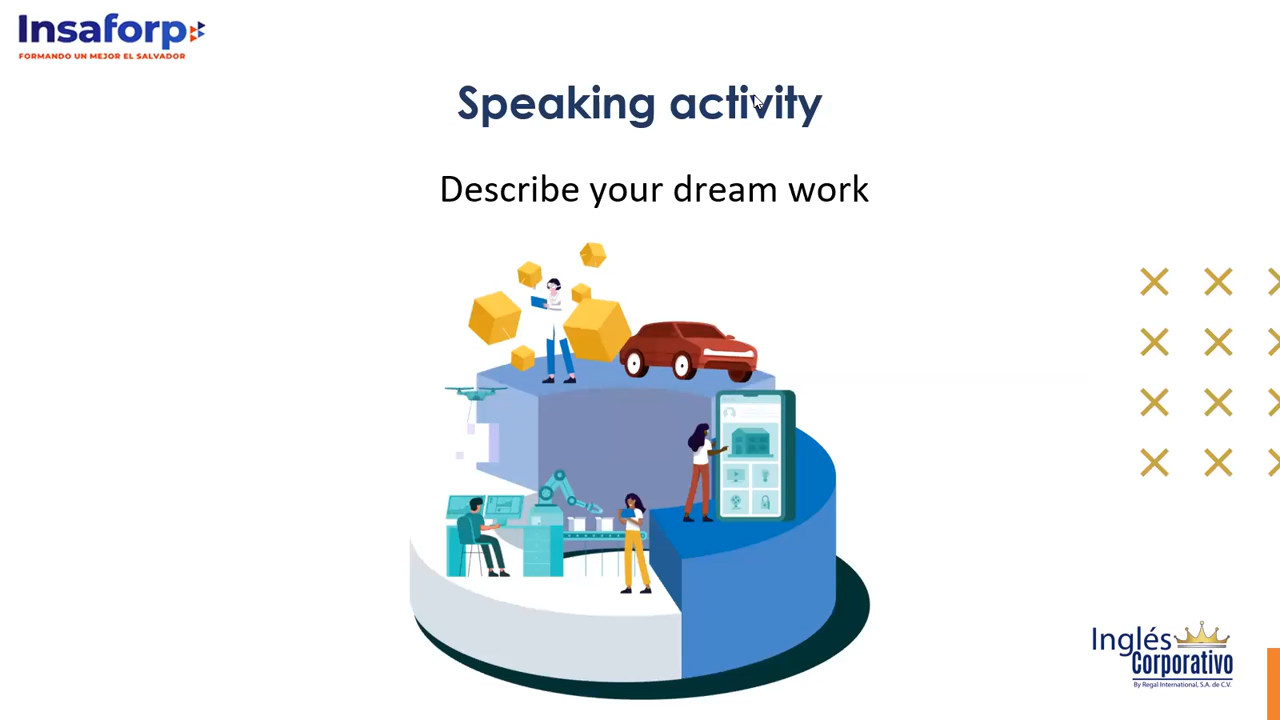 Insaforp
FORMANDO UN MEJOR EL SALVADOR
Speaking activity
Describe your dream work
Inglés
Corporativo
By Regal International, S.A. de C.V.